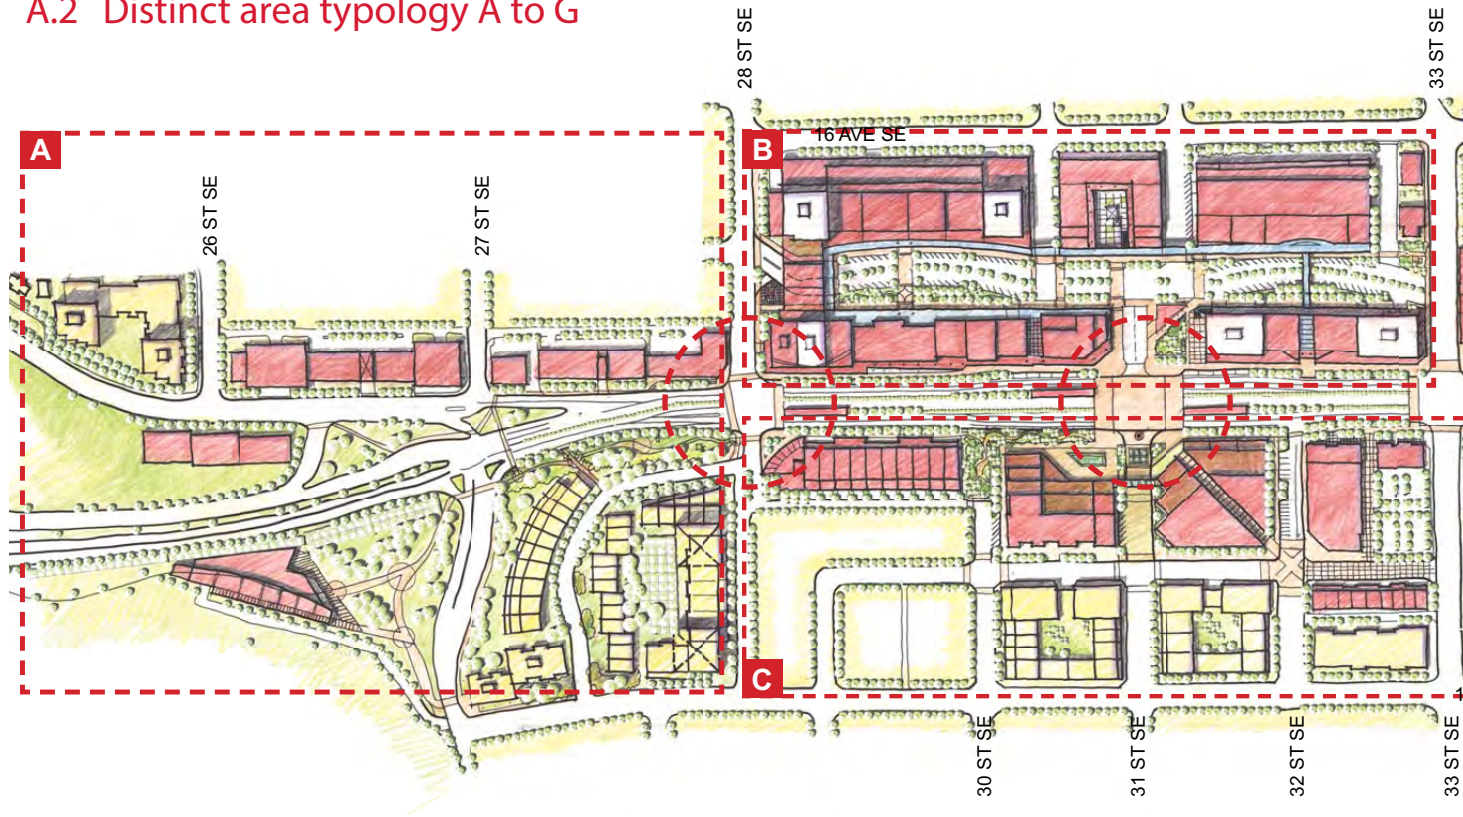 A.2 Distinct area typology A to G
28 ST SE
33 ST SE
A
B
16 AVE SE
26 ST SE
27 ST SE
C
30 ST SE
31 ST SE
32 ST SE
33 ST SE
1